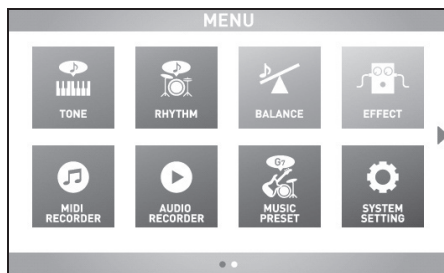 MENU
TONE
RHYTHM
BALANCE
EFFECT
MIDI
RECORDER
AUDIO
RECORDER
G7
MUSIC
PRESET
SYSTEM
SETTING